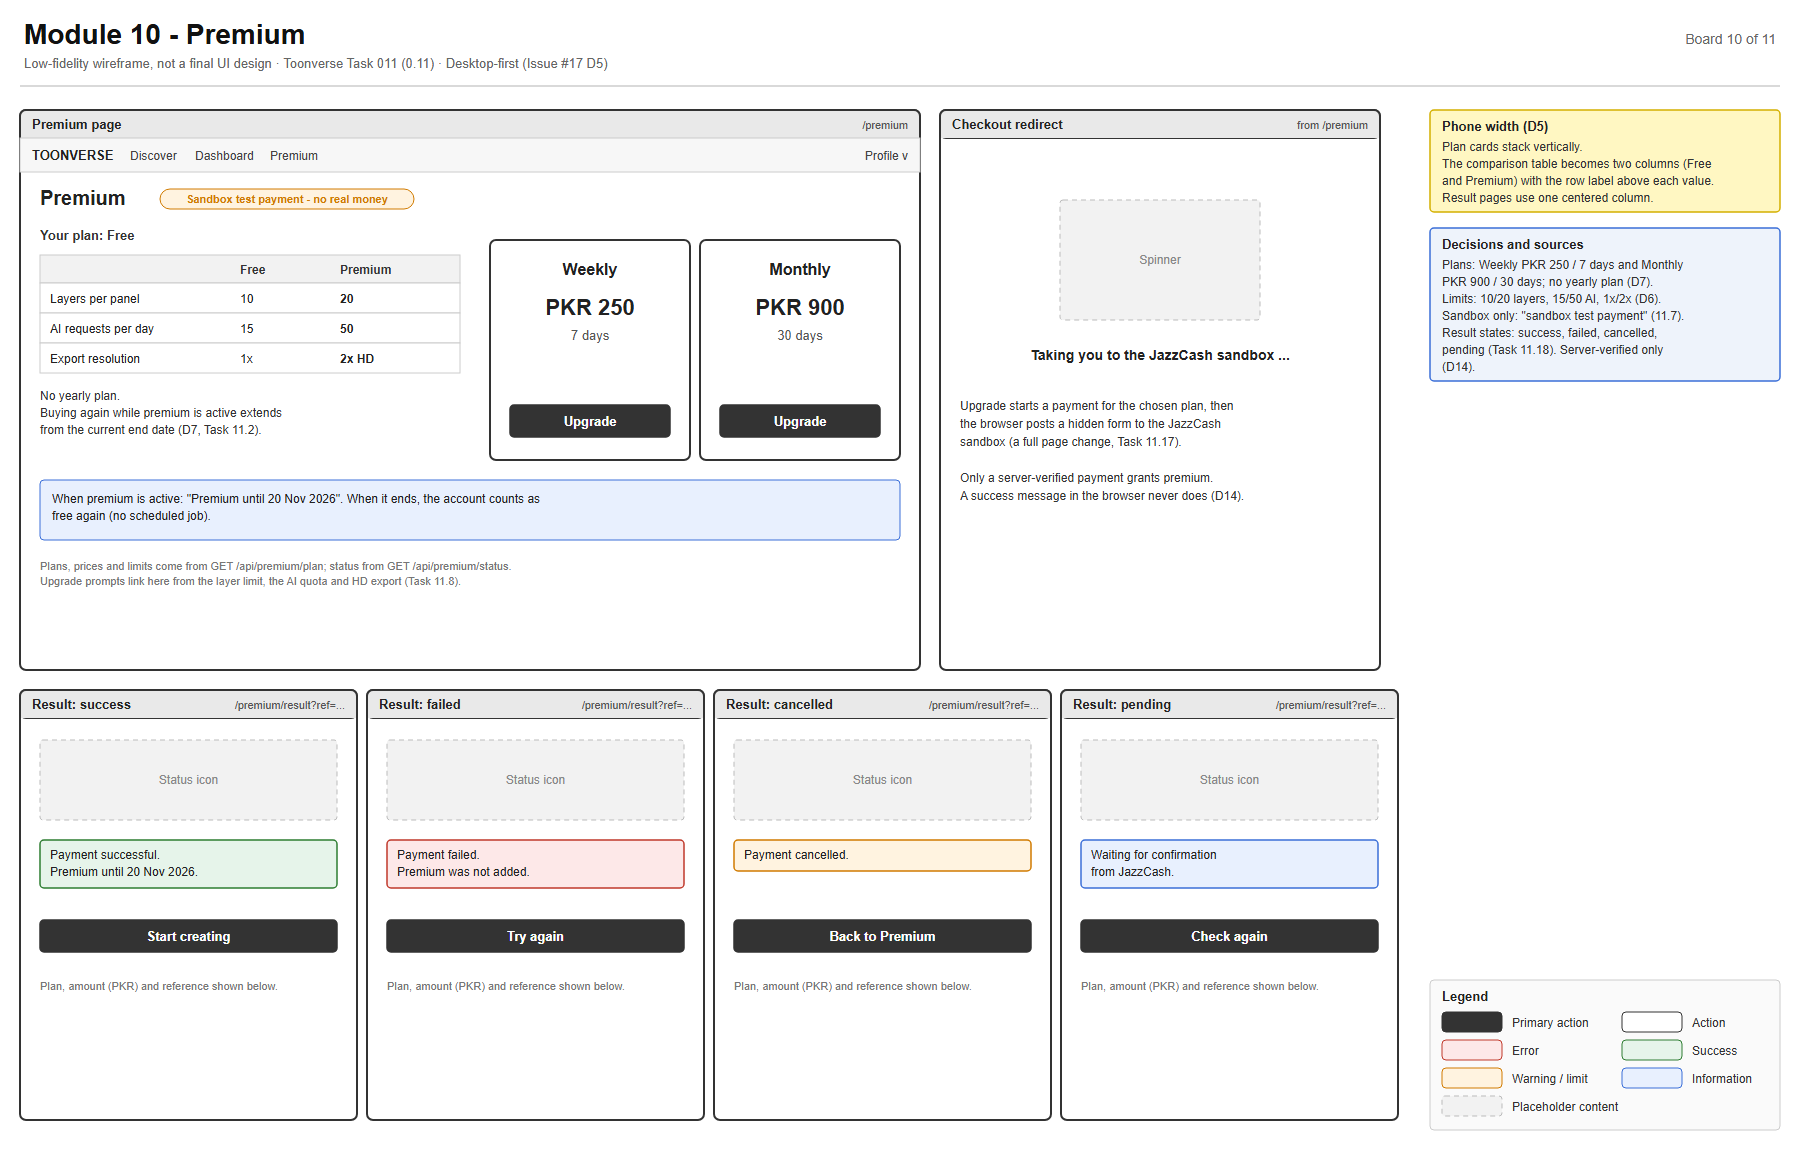 Module 10 - Premium
Board 10 of 11
Low-fidelity wireframe, not a final UI design · Toonverse Task 011 (0.11) · Desktop-first (Issue #17 D5)
Premium page
/premium
TOONVERSE Discover Dashboard Premium
Profile v
Premium
Sandbox test payment - no real money
Your plan: Free
Free Premium
Layers per panel 10 20
AI requests per day 15 50
Export resolution 1x 2x HD
No yearly plan.
Buying again while premium is active extends
from the current end date (D7, Task 11.2).
Weekly
PKR 250
7 days
Upgrade
Monthly
PKR 900
30 days
Upgrade
When premium is active: "Premium until 20 Nov 2026". When it ends, the account counts as
free again (no scheduled job).
Plans, prices and limits come from GET /api/premium/plan; status from GET /api/premium/status.
Upgrade prompts link here from the layer limit, the AI quota and HD export (Task 11.8).
Checkout redirect
from /premium
Spinner
Taking you to the JazzCash sandbox ...
Upgrade starts a payment for the chosen plan, then
the browser posts a hidden form to the JazzCash
sandbox (a full page change, Task 11.17).
Only a server-verified payment grants premium.
A success message in the browser never does (D14).
Phone width (D5)
Plan cards stack vertically.
The comparison table becomes two columns (Free
and Premium) with the row label above each value.
Result pages use one centered column.
Decisions and sources
Plans: Weekly PKR 250 / 7 days and Monthly
PKR 900 / 30 days; no yearly plan (D7).
Limits: 10/20 layers, 15/50 AI, 1x/2x (D6).
Sandbox only: "sandbox test payment" (11.7).
Result states: success, failed, cancelled,
pending (Task 11.18). Server-verified only
(D14).
Result: success
/premium/result?ref=...
Status icon
Payment successful.
Premium until 20 Nov 2026.
Start creating
Plan, amount (PKR) and reference shown below.
Result: failed
/premium/result?ref=...
Status icon
Payment failed.
Premium was not added.
Try again
Plan, amount (PKR) and reference shown below.
Result: cancelled
/premium/result?ref=...
Status icon
Payment cancelled.
Back to Premium
Plan, amount (PKR) and reference shown below.
Result: pending
/premium/result?ref=...
Status icon
Waiting for confirmation
from JazzCash.
Check again
Plan, amount (PKR) and reference shown below.
Legend
Primary action
Action
Error
Success
Warning / limit
Information
Placeholder content